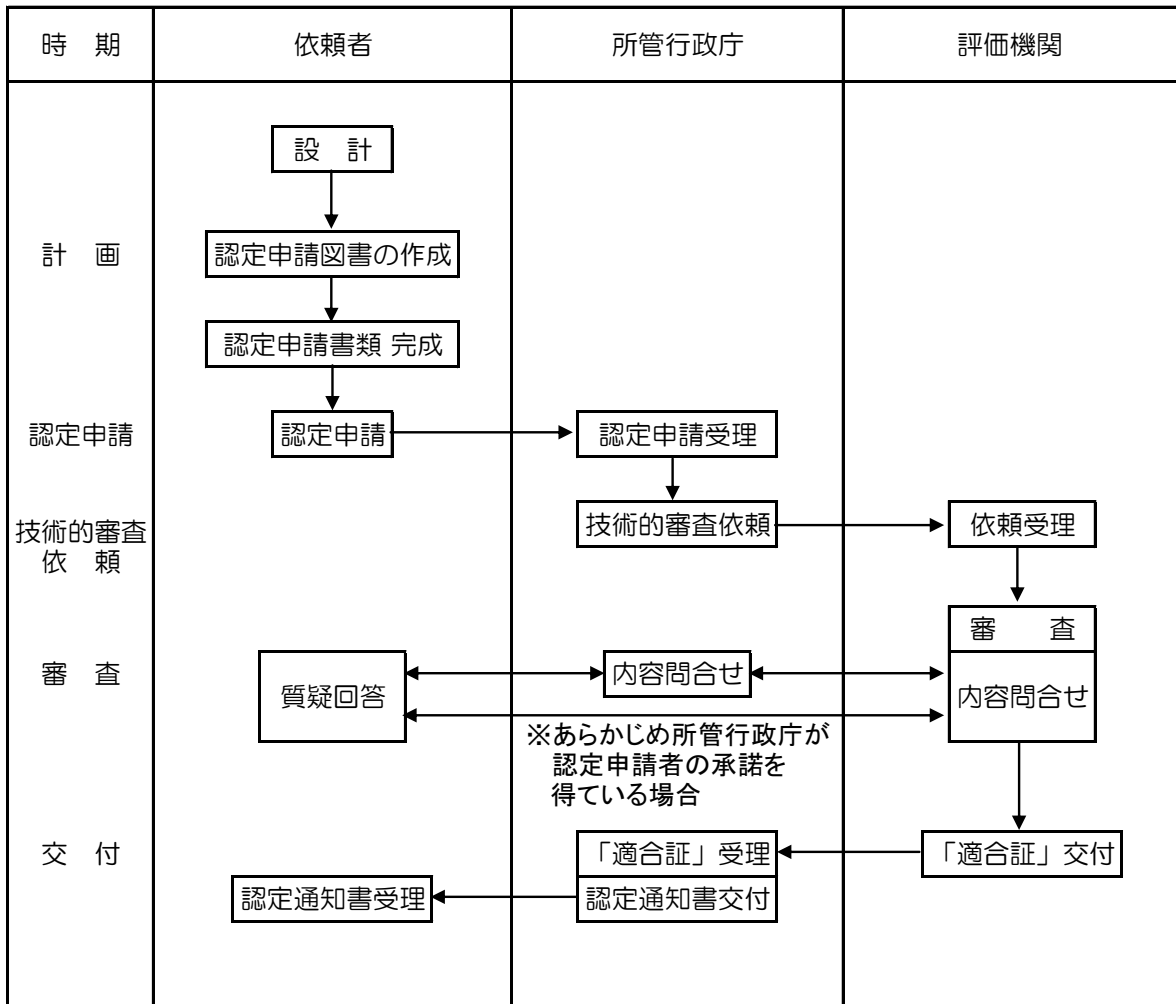 時　期
依頼者
所管行政庁
評価機関
設　計
計　画
認定申請図書の作成
認定申請書類 完成
認定申請
認定申請
認定申請受理
技術的審査
依　頼
技術的審査依頼
依頼受理
審　　査
審　査
質疑回答
内容問合せ
内容問合せ
※あらかじめ所管行政庁が
認定申請者の承諾を
得ている場合
交　付
「適合証」受理
「適合証」交付
認定通知書受理
認定通知書交付